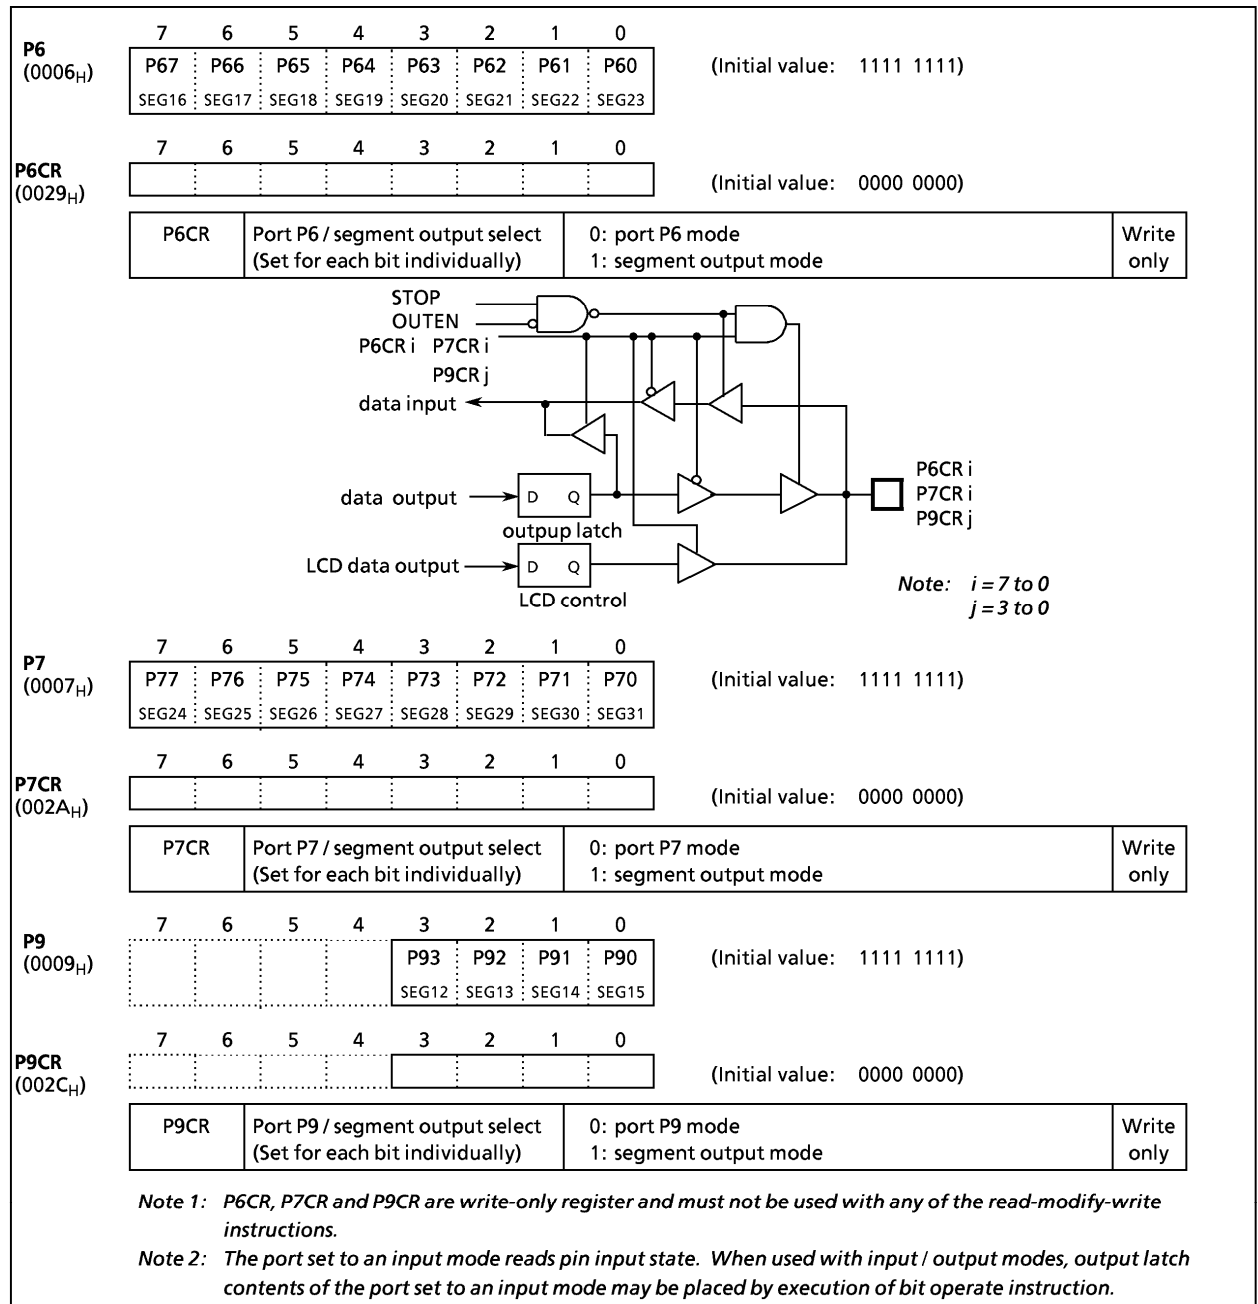 7 6 5 4 3 2 1 0
P6
(0006H)
P67 P66 P65 P64 P63 P62 P61 P60
(Initial value: 1111 1111)
SEG16 SEG17 SEG18 SEG19 SEG20 SEG21 SEG22 SEG23
7 6 5 4 3 2 1 0
P6CR
(0029H)
(Initial value: 0000 0000)
P6CR Port P6 / segment output select 0: port P6 mode Write
(Set for each bit individually) 1: segment output mode only
STOP
OUTEN
P6CR i P7CR i
P9CR j
data input
P6CR i
P7CR i
P9CR j
data output D Q
outpup latch
LCD data output D Q
LCD control
Note: i = 7 to 0
j = 3 to 0
7 6 5 4 3 2 1 0
P7
(0007H)
P77 P76 P75 P74 P73 P72 P71 P70
(Initial value: 1111 1111)
SEG24 SEG25 SEG26 SEG27 SEG28 SEG29 SEG30 SEG31
7 6 5 4 3 2 1 0
P7CR
(002AH)
(Initial value: 0000 0000)
P7CR Port P7 / segment output select 0: port P7 mode Write
(Set for each bit individually) 1: segment output mode only
7 6 5 4 3 2 1 0
P9
(0009H)
P93 P92 P91 P90
(Initial value: 1111 1111)
SEG12 SEG13 SEG14 SEG15
7 6 5 4 3 2 1 0
P9CR
(002CH)
(Initial value: 0000 0000)
P9CR Port P9 / segment output select 0: port P9 mode Write
(Set for each bit individually) 1: segment output mode only
Note 1: P6CR, P7CR and P9CR are write-only register and must not be used with any of the read-modify-write
instructions.
Note 2: The port set to an input mode reads pin input state. When used with input / output modes, output latch
contents of the port set to an input mode may be placed by execution of bit operate instruction.